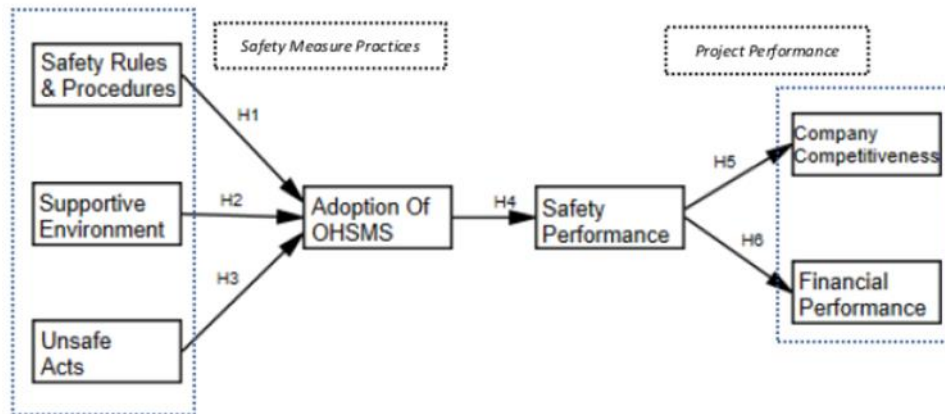 Safety Measure Practices
Project Performance
Safety Rules
& Procedures
H1
Supportive
Environment
H2
Unsafe
Acts
H3
Adoption Of
OHSMS
H4
Safety
Performance
H5
Company
Competitiveness
H6
Financial
Performance